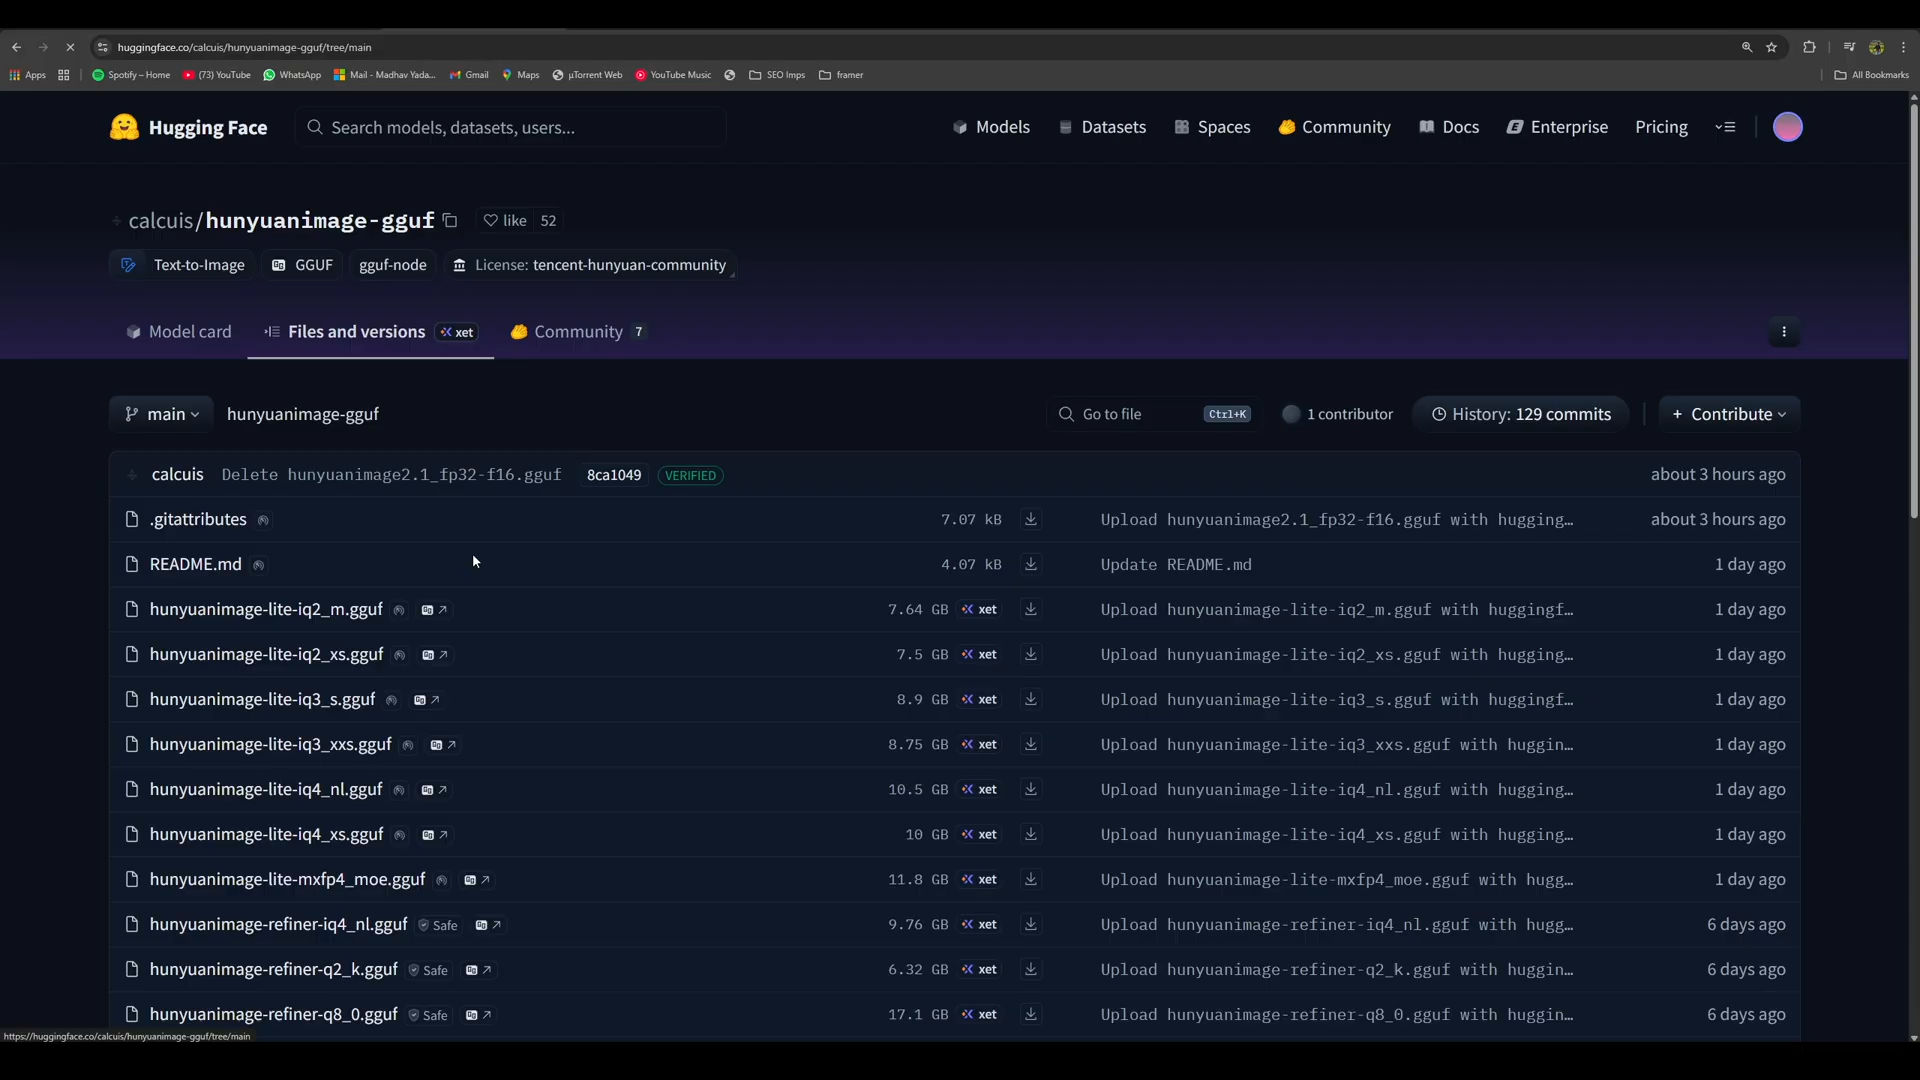 huggingface.co/calcuis/hunyuanimage-gguf/tree/main
Apps Spotify – Home (73) YouTube WhatsApp Mail - Madhav Yada... Gmail Maps µTorrent Web YouTube Music SEO Imps framer All Bookmarks
Hugging Face Search models, datasets, users... Models Datasets Spaces Community Docs Enterprise Pricing
calcuis/hunyuanimage-gguf like 52
Text-to-Image GGUF gguf-node License: tencent-hunyuan-community
Model card Files and versions xet Community 7
main hunyuanimage-gguf Go to file Ctrl+K 1 contributor History: 129 commits + Contribute
calcuis Delete hunyuanimage2.1_fp32-f16.gguf 8ca1049 VERIFIED about 3 hours ago
.gitattributes 7.07 kB Upload hunyuanimage2.1_fp32-f16.gguf with hugging… about 3 hours ago
README.md 4.07 kB Update README.md 1 day ago
hunyuanimage-lite-iq2_m.gguf 7.64 GB xet Upload hunyuanimage-lite-iq2_m.gguf with huggingf… 1 day ago
hunyuanimage-lite-iq2_xs.gguf 7.5 GB xet Upload hunyuanimage-lite-iq2_xs.gguf with hugging… 1 day ago
hunyuanimage-lite-iq3_s.gguf 8.9 GB xet Upload hunyuanimage-lite-iq3_s.gguf with huggingf… 1 day ago
hunyuanimage-lite-iq3_xxs.gguf 8.75 GB xet Upload hunyuanimage-lite-iq3_xxs.gguf with huggin… 1 day ago
hunyuanimage-lite-iq4_nl.gguf 10.5 GB xet Upload hunyuanimage-lite-iq4_nl.gguf with hugging… 1 day ago
hunyuanimage-lite-iq4_xs.gguf 10 GB xet Upload hunyuanimage-lite-iq4_xs.gguf with hugging… 1 day ago
hunyuanimage-lite-mxfp4_moe.gguf 11.8 GB xet Upload hunyuanimage-lite-mxfp4_moe.gguf with hugg… 1 day ago
hunyuanimage-refiner-iq4_nl.gguf Safe 9.76 GB xet Upload hunyuanimage-refiner-iq4_nl.gguf with hugg… 6 days ago
hunyuanimage-refiner-q2_k.gguf Safe 6.32 GB xet Upload hunyuanimage-refiner-q2_k.gguf with huggin… 6 days ago
hunyuanimage-refiner-q8_0.gguf Safe 17.1 GB xet Upload hunyuanimage-refiner-q8_0.gguf with huggin… 6 days ago
https://huggingface.co/calcuis/hunyuanimage-gguf/tree/main